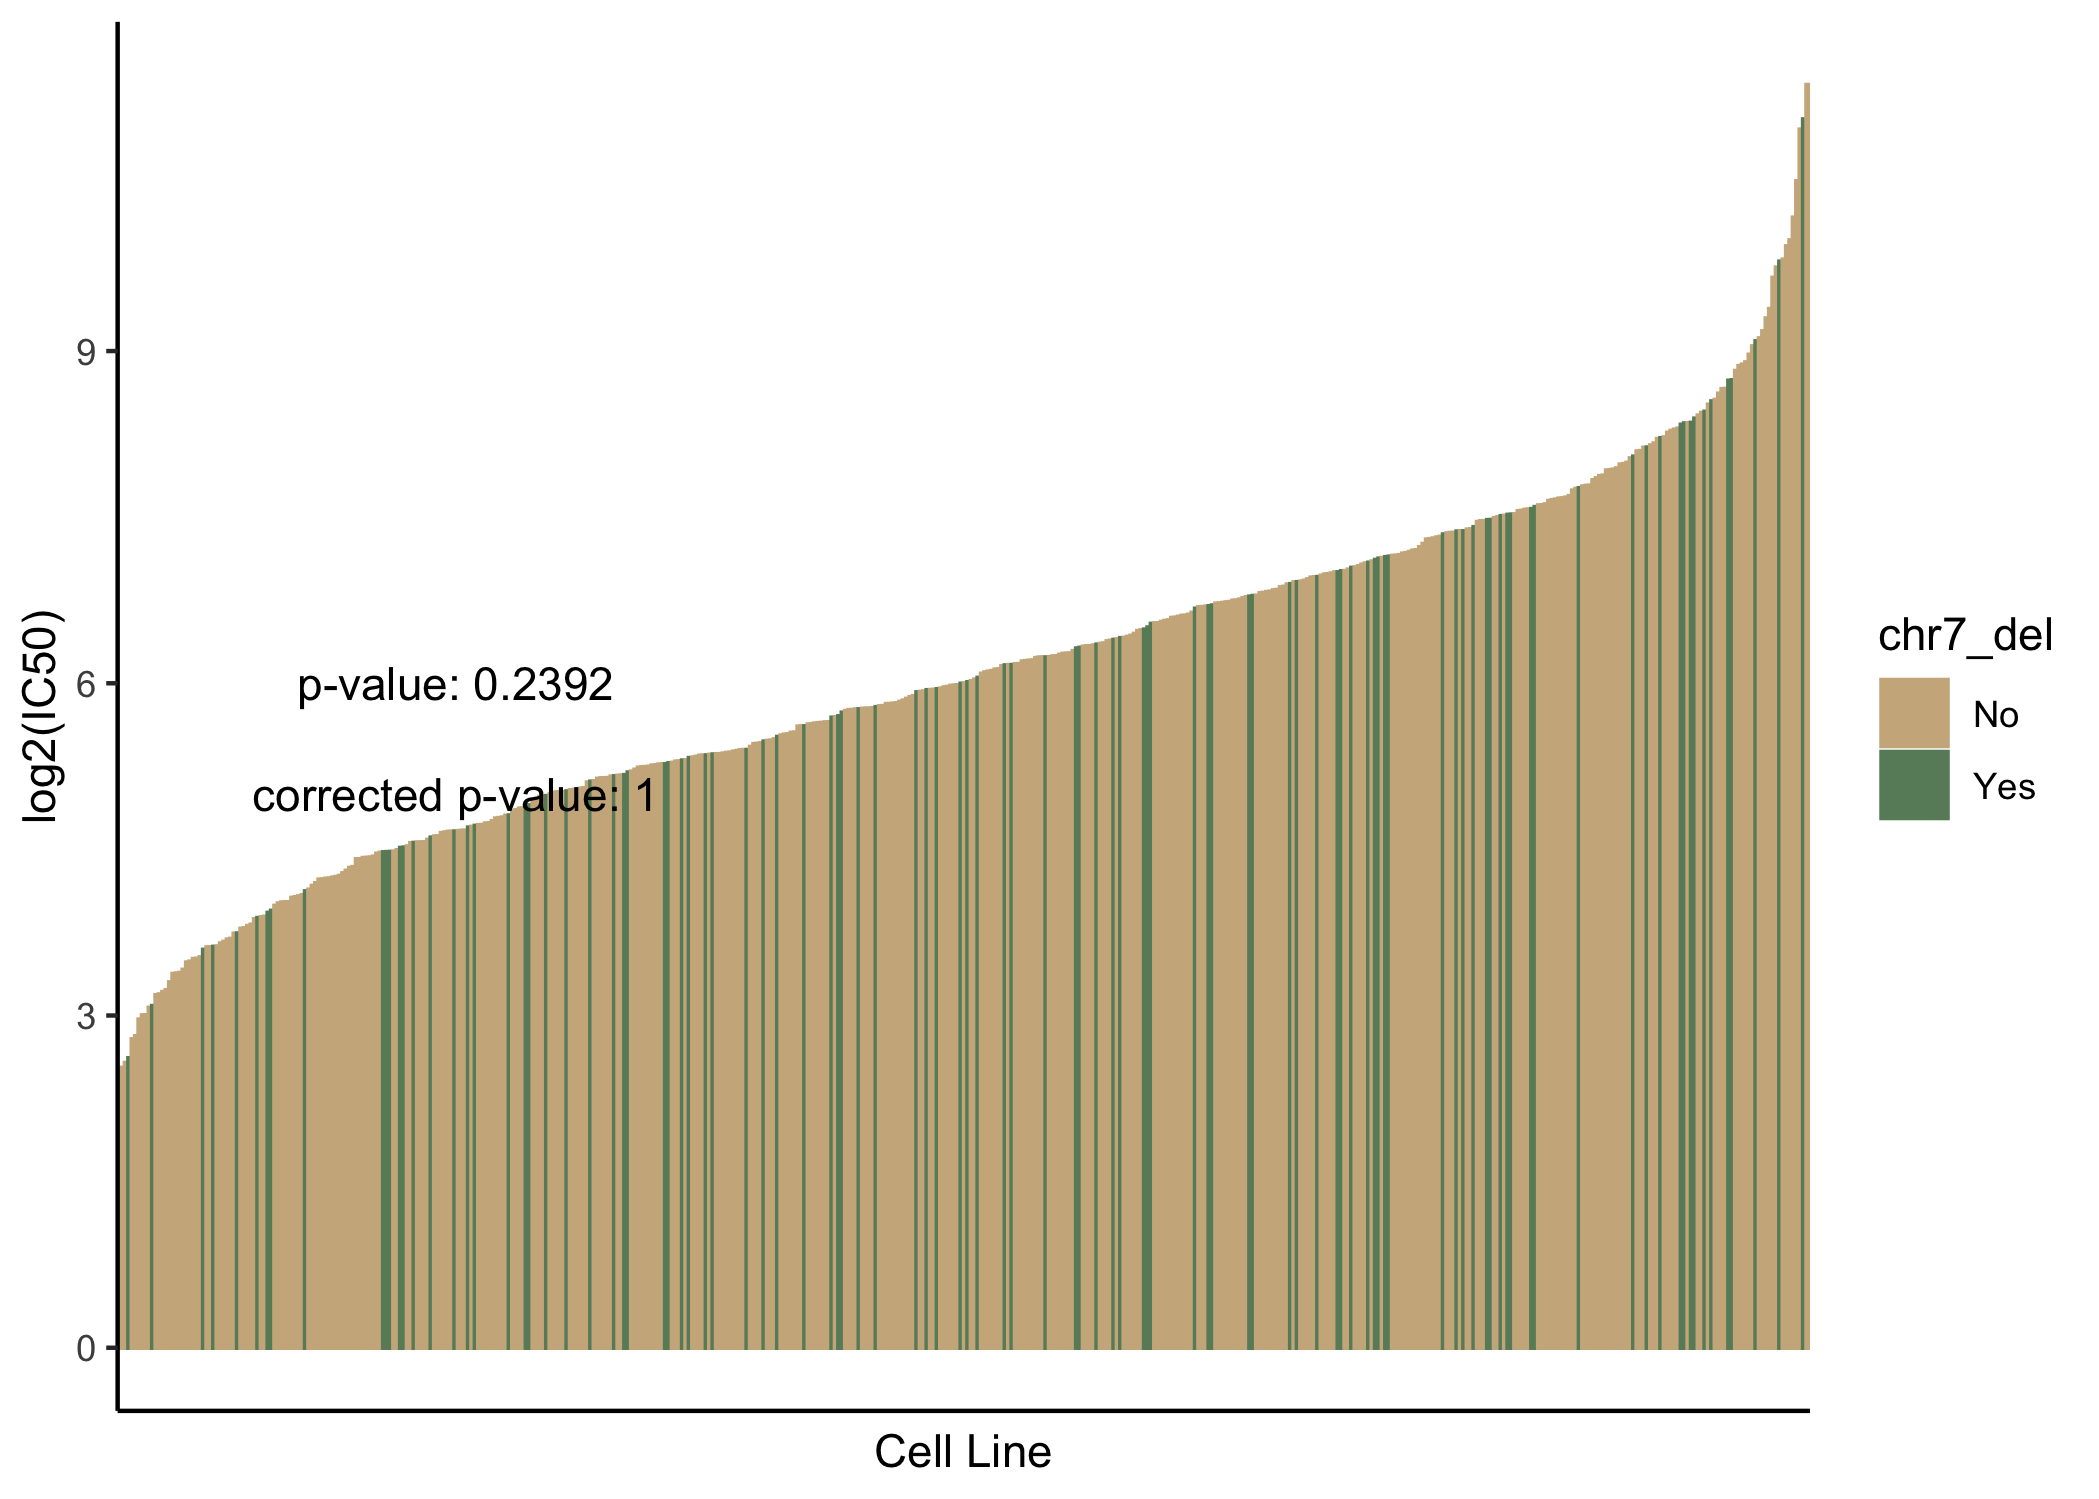 log2(IC50)
9
6
3
0
p-value: 0.2392
corrected p-value: 1
Cell Line
chr7_del
No
Yes